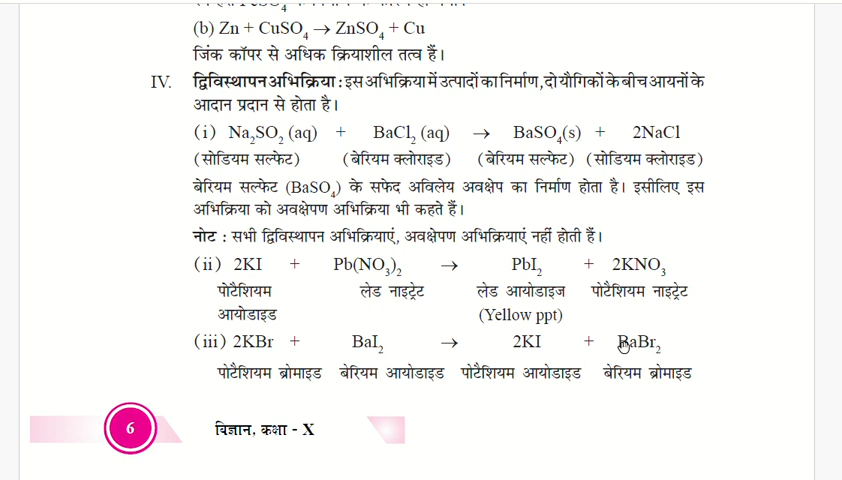 (b) Zn + CuSO₄ → ZnSO₄ + Cu
जिंक कॉपर से अधिक क्रियाशील तत्व हैं।
IV. द्विविस्थापन अभिक्रिया : इस अभिक्रिया में उत्पादों का निर्माण, दो यौगिकों के बीच आयनों के
आदान प्रदान से होता है।
(i) Na₂SO₂ (aq) + BaCl₂ (aq) → BaSO₄(s) + 2NaCl
(सोडियम सल्फेट) (बेरियम क्लोराइड) (बेरियम सल्फेट) (सोडियम क्लोराइड)
बेरियम सल्फेट (BaSO₄) के सफेद अविलेय अवक्षेप का निर्माण होता है। इसीलिए इस
अभिक्रिया को अवक्षेपण अभिक्रिया भी कहते हैं।
नोट : सभी द्विविस्थापन अभिक्रियाएं, अवक्षेपण अभिक्रियाएं नहीं होती हैं।
(ii) 2KI + Pb(NO₃)₂ → PbI₂ + 2KNO₃
पोटैशियम लेड नाइट्रेट लेड आयोडाइज पोटैशियम नाइट्रेट
आयोडाइड (Yellow ppt)
(iii) 2KBr + BaI₂ → 2KI + BaBr₂
पोटैशियम ब्रोमाइड बेरियम आयोडाइड पोटैशियम आयोडाइड बेरियम ब्रोमाइड
6 विज्ञान, कक्षा - X